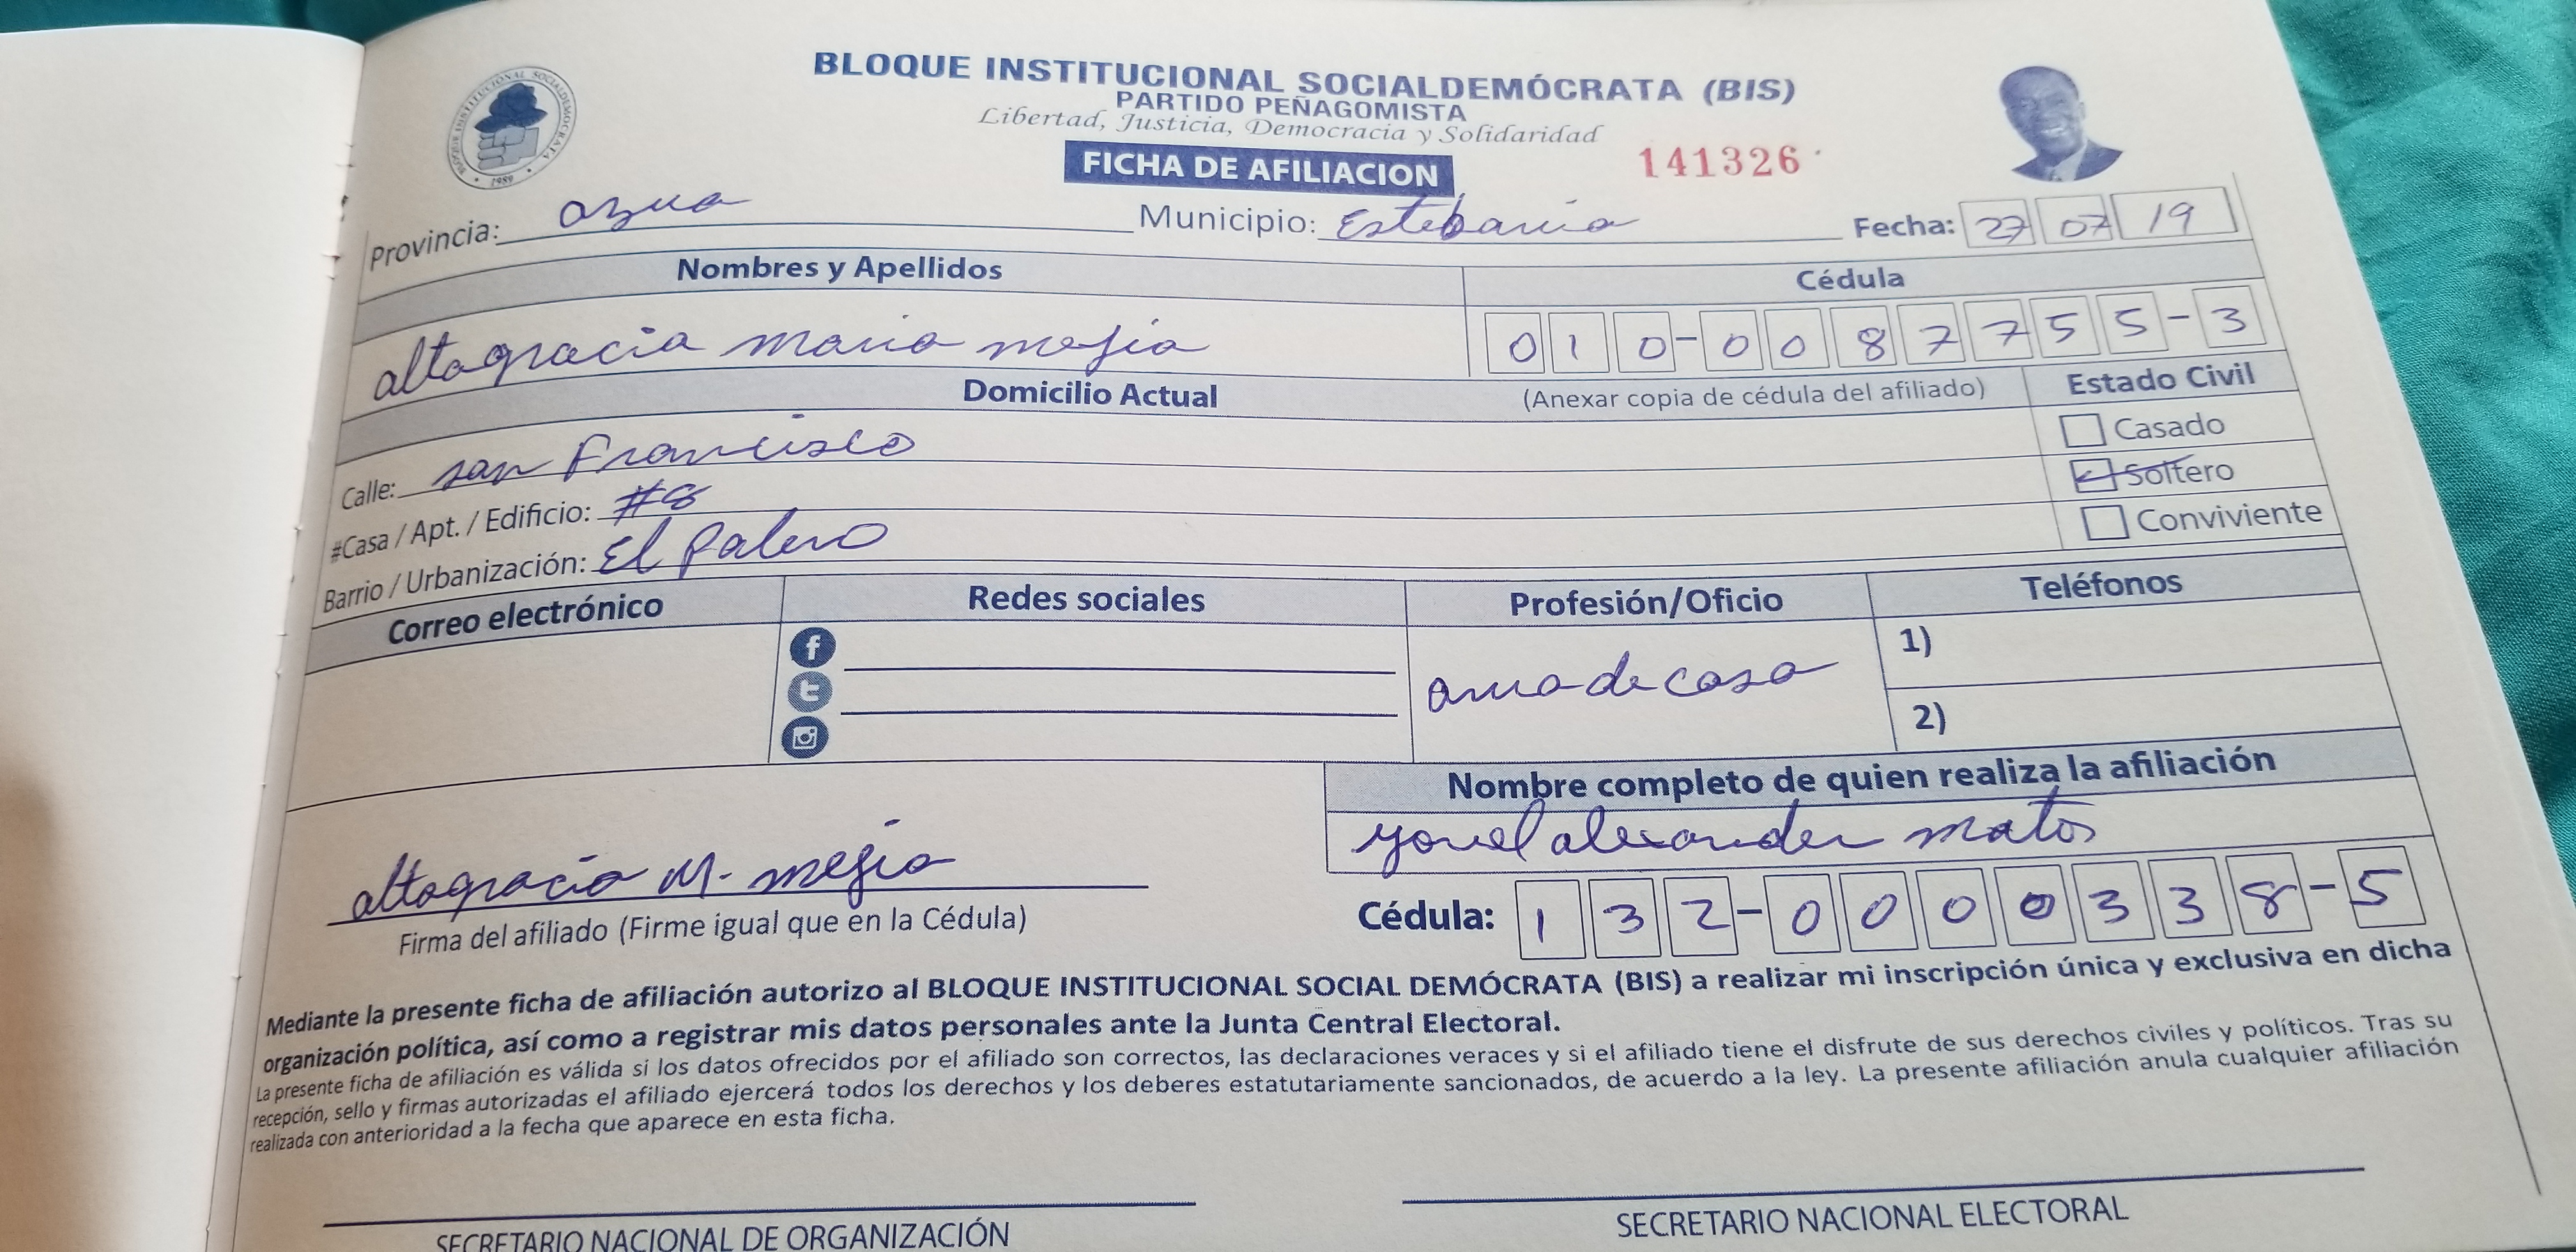 BLOQUE INSTITUCIONAL SOCIALDEMÓCRATA (BIS)
PARTIDO PEÑAGOMISTA
Libertad, Justicia, Democracia y Solidaridad
BLOQUE INSTITUCIONAL SOCIALDEMOCRATA
1989
FICHA DE AFILIACION
141326
Provincia: azua Municipio: Estebania Fecha: 27 07 19
Nombres y Apellidos Cédula
altagracia maria mejia 010-0087755-3
Domicilio Actual (Anexar copia de cédula del afiliado) Estado Civil
Casado
Calle: san Francisco
Soltero
#Casa / Apt. / Edificio: #8
Conviviente
Barrio / Urbanización: El
Correo electrónico Redes sociales Profesión/Oficio Teléfonos
1)
ama de casa
2)
Nombre completo de quien realiza la afiliación
alexander matos
altagracia M. mejia
Firma del afiliado (Firme igual que en la Cédula)
Cédula: 132-0000338-5
Mediante la presente ficha de afiliación autorizo al BLOQUE INSTITUCIONAL SOCIAL DEMÓCRATA (BIS) a realizar mi inscripción única y exclusiva en dicha
organización política, así como a registrar mis datos personales ante la Junta Central Electoral.
La presente ficha de afiliación es válida si los datos ofrecidos por el afiliado son correctos, las declaraciones veraces y si el afiliado tiene el disfrute de sus derechos civiles y políticos. Tras su
recepción, sello y firmas autorizadas el afiliado ejercerá todos los derechos y los deberes estatutariamente sancionados, de acuerdo a la ley. La presente afiliación anula cualquier afiliación
realizada con anterioridad a la fecha que aparece en esta ficha.
SECRETARIO NACIONAL DE ORGANIZACIÓN
SECRETARIO NACIONAL ELECTORAL